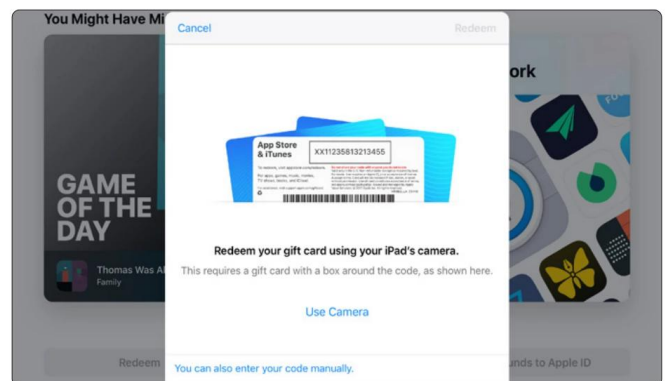 You Might Have Mi
Cancel
Redeem
ork
App Store
& iTunes
XX11235813213455
GAME
OF THE
DAY
Redeem your gift card using your iPad's camera.
This requires a gift card with a box around the code, as shown here.
Thomas Was Al
Family
Use Camera
Redeem
unds to Apple ID
You can also enter your code manually.